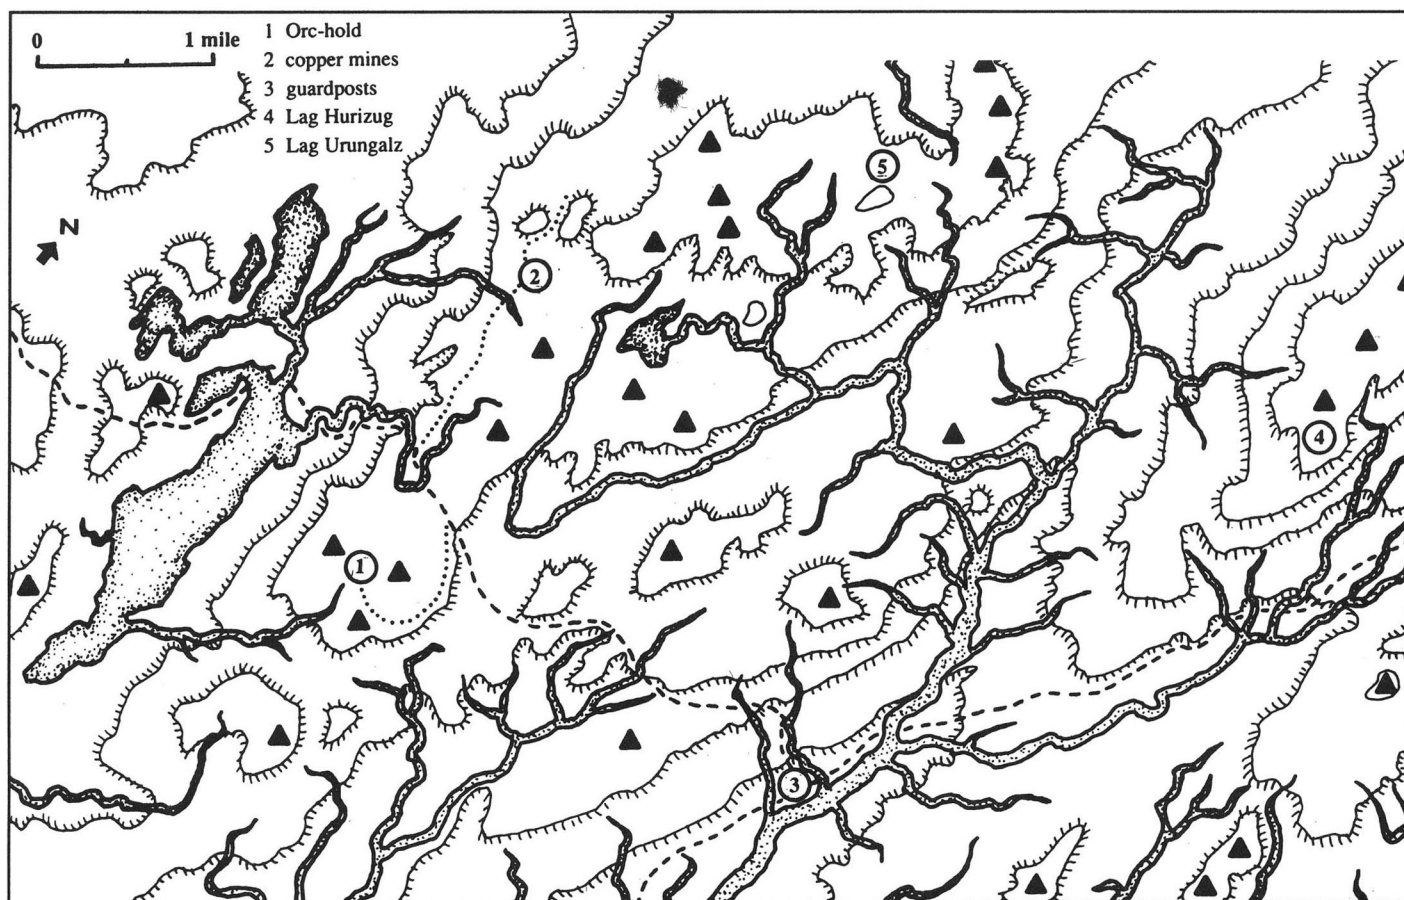 0 1 mile
1 Orc-hold
2 copper mines
3 guardposts
4 Lag Hurizug
5 Lag Urungalz
N
5
2
4
1
3